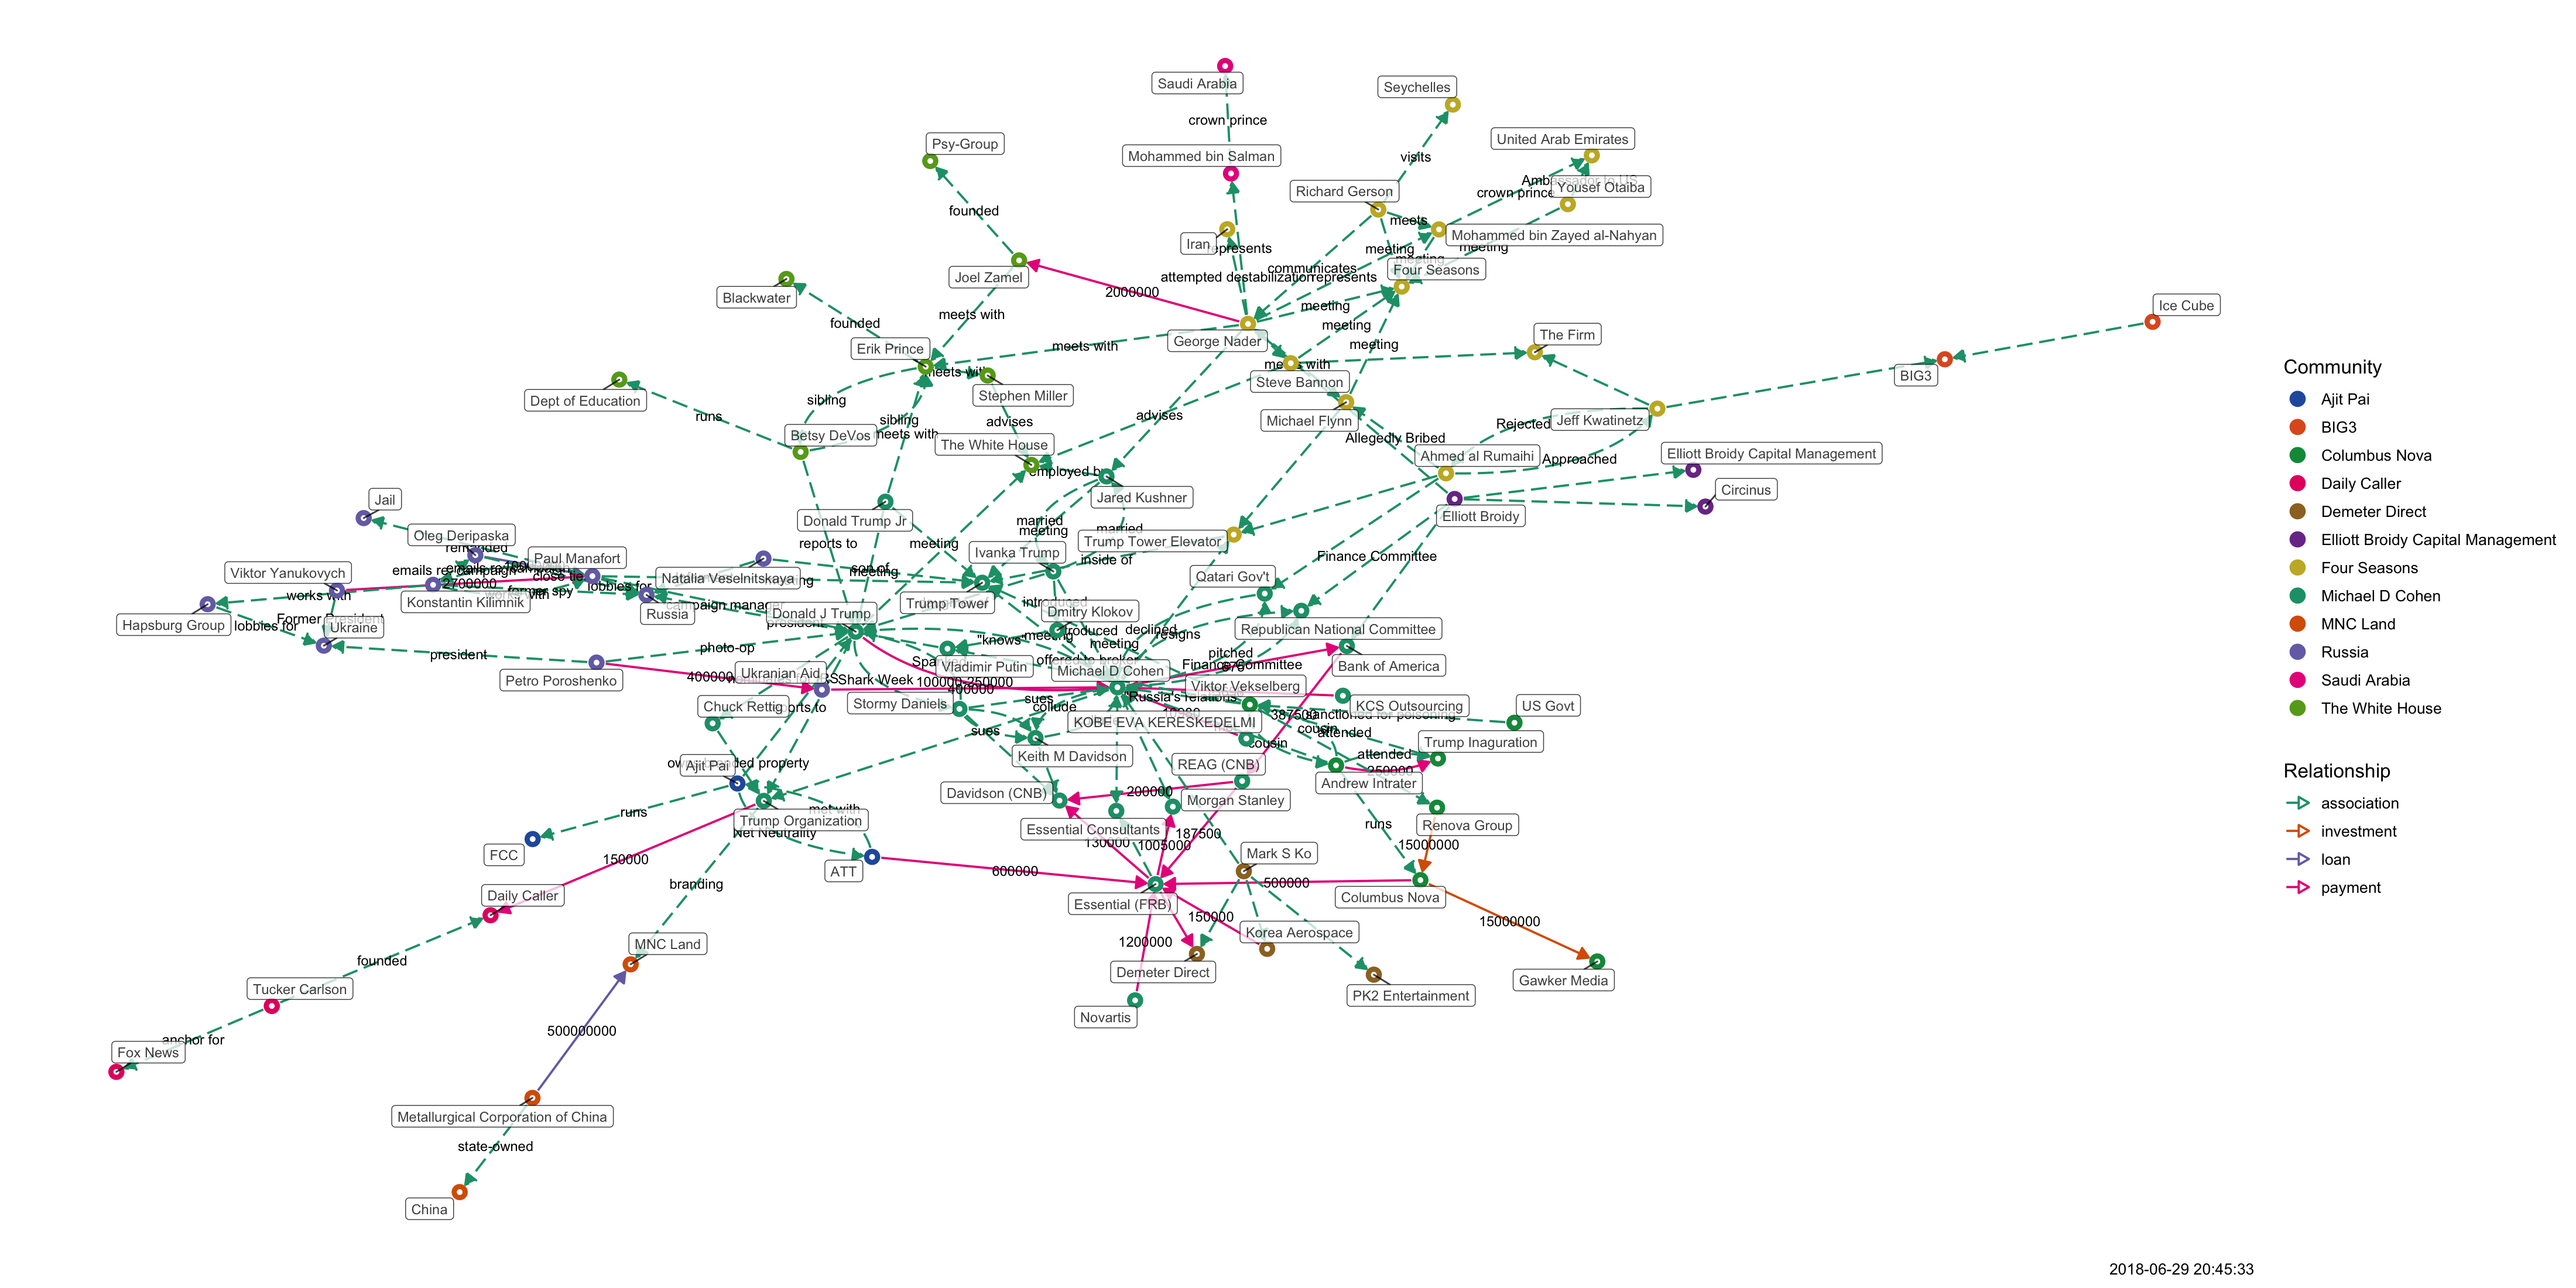 Saudi Arabia
Seychelles
crown prince
United Arab Emirates
Psy-Group
Mohammed bin Salman
visits
Yousef Otaiba
Richard Gerson
crown prince
founded
meets
Mohammed bin Zayed al-Nahyan
Iran
meeting
Four Seasons
communicates
Joel Zamel
attempted destabilization
represents
Blackwater
2000000
Ice Cube
meeting
meets with
founded
meeting
The Firm
George Nader
meeting
Erik Prince
meets with
BIG3
Steve Bannon
Stephen Miller
Dept of Education
sibling
runs
advises
advises
sibling
Michael Flynn
Jeff Kwatinetz
Rejected
Betsy DeVos
meets with
Allegedly Bribed
The White House
Elliott Broidy Capital Management
Ahmed al Rumaihi
Approached
employed by
Circinus
Jared Kushner
Jail
Elliott Broidy
Donald Trump Jr
married
meeting
married
Oleg Deripaska
reports to
meeting
Trump Tower Elevator
Ivanka Trump
Finance Committee
inside of
Paul Manafort
Viktor Yanukovych
close tie
son of
meeting
Natalia Veselnitskaya
Qatari Gov't
2700000
lobbies for
former spy
works with
Konstantin Kilimnik
Trump Tower
Russia
campaign manager
Donald J Trump
Dmitry Klokov
Hapsburg Group
lobbies for
Ukraine
declined
resigns
Republican National Committee
"knows"
meeting
meeting
photo-op
president
pitched
Vladimir Putin
Michael D Cohen
Finance Committee
Bank of America
Petro Poroshenko
Ukranian Aid
400000
Shark Week
100000-250000
Viktor Vekselberg
400000
Stormy Daniels
sues
collude
"Russia's relations
KCS Outsourcing
US Govt
Chuck Rettig
KOBE EVA KERESKEDELMI
387500
sanctioned for poisoning
sues
cousin
cousin
attended
Trump Inaguration
Keith M Davidson
attended
Ajit Pai
REAG (CNB)
250000
Andrew Intrater
Davidson (CNB)
200000
Morgan Stanley
met with
runs
Trump Organization
Net Neutrality
Essential Consultants
187500
runs
Renova Group
130000
1005000
15000000
FCC
150000
ATT
Mark S Ko
600000
500000
branding
Daily Caller
Essential (FRB)
Columbus Nova
150000
15000000
Korea Aerospace
1200000
MNC Land
founded
Demeter Direct
Gawker Media
Tucker Carlson
PK2 Entertainment
Novartis
500000000
anchor for
Fox News
Metallurgical Corporation of China
state-owned
China
Community
Ajit Pai
BIG3
Columbus Nova
Daily Caller
Demeter Direct
Elliott Broidy Capital Management
Four Seasons
Michael D Cohen
MNC Land
Russia
Saudi Arabia
The White House
Relationship
association
investment
loan
payment
2018-06-29 20:45:33